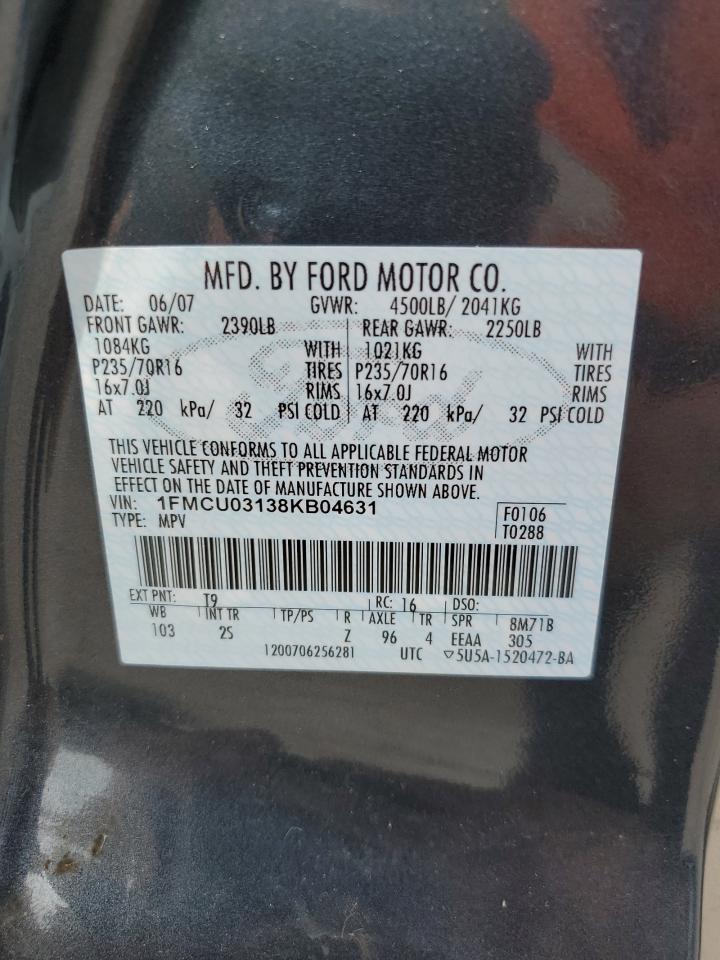 MFD. BY FORD MOTOR CO.
DATE: 06/07 GVWR: 4500LB/ 2041KG
FRONT GAWR: 2390LB REAR GAWR: 2250LB
1084KG WITH 1021KG WITH
P235/70R16 TIRES P235/70R16 TIRES
16x7.0J RIMS 16x7.0J RIMS
AT 220 kPa/ 32 PSI COLD AT 220 kPa/ 32 PSI COLD
THIS VEHICLE CONFORMS TO ALL APPLICABLE FEDERAL MOTOR
VEHICLE SAFETY AND THEFT PREVENTION STANDARDS IN
EFFECT ON THE DATE OF MANUFACTURE SHOWN ABOVE.
VIN: 1FMCU03138KB04631 F0106
TYPE: MPV T0288
EXT PNT: T9 RC: 16 DSO:
WB INT TR TP/PS R AXLE TR SPR 8M71B
103 2S Z 96 4 EEAA 305
1200706256281 UTC ▽5U5A-1520472-BA